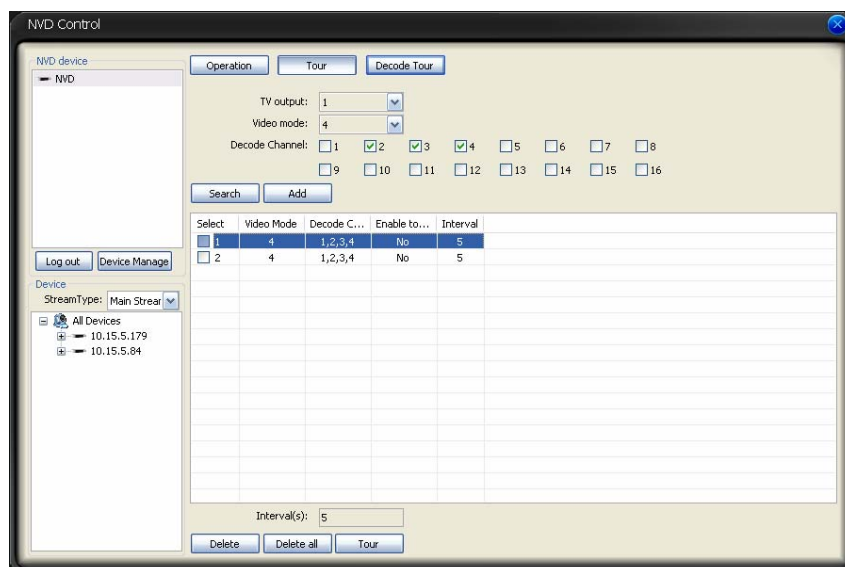 NVD Control
NVD device
NVD
Log out Device Manage
Device
StreamType: Main Strear
All Devices
10.15.5.179
10.15.5.84
Operation Tour Decode Tour
TV output: 1
Video mode: 4
Decode Channel: 1 2 3 4 5 6 7 8
9 10 11 12 13 14 15 16
Search Add
Select Video Mode Decode C... Enable to... Interval
1 4 1,2,3,4 No 5
2 4 1,2,3,4 No 5
Interval(s): 5
Delete Delete all Tour